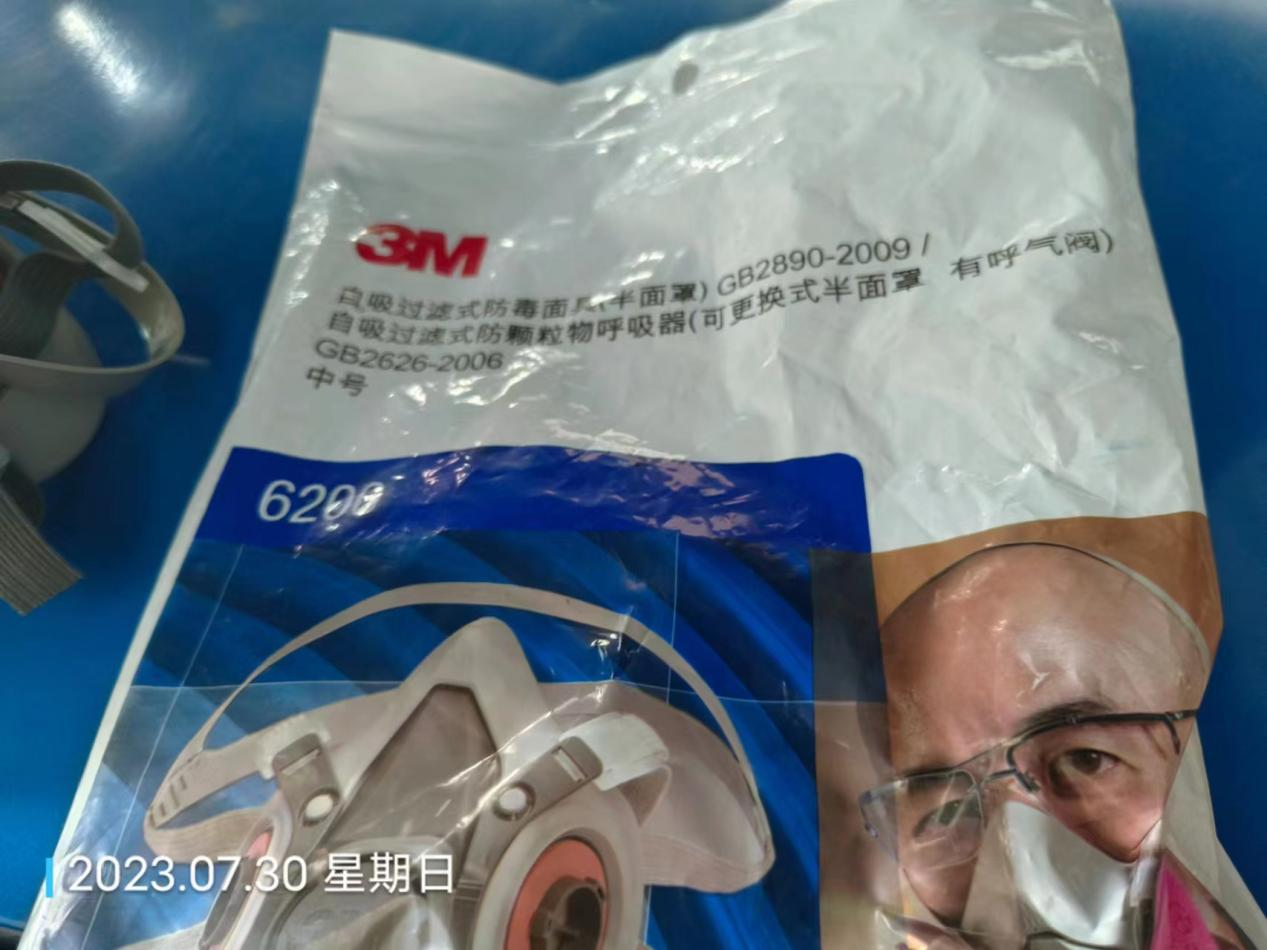 3M
自吸过滤式防毒面具(半面罩) GB2890-2009 /
自吸过滤式防颗粒物呼吸器(可更换式半面罩 有呼气阀)
GB2626-2006
中号
6200
2023.07.30 星期日